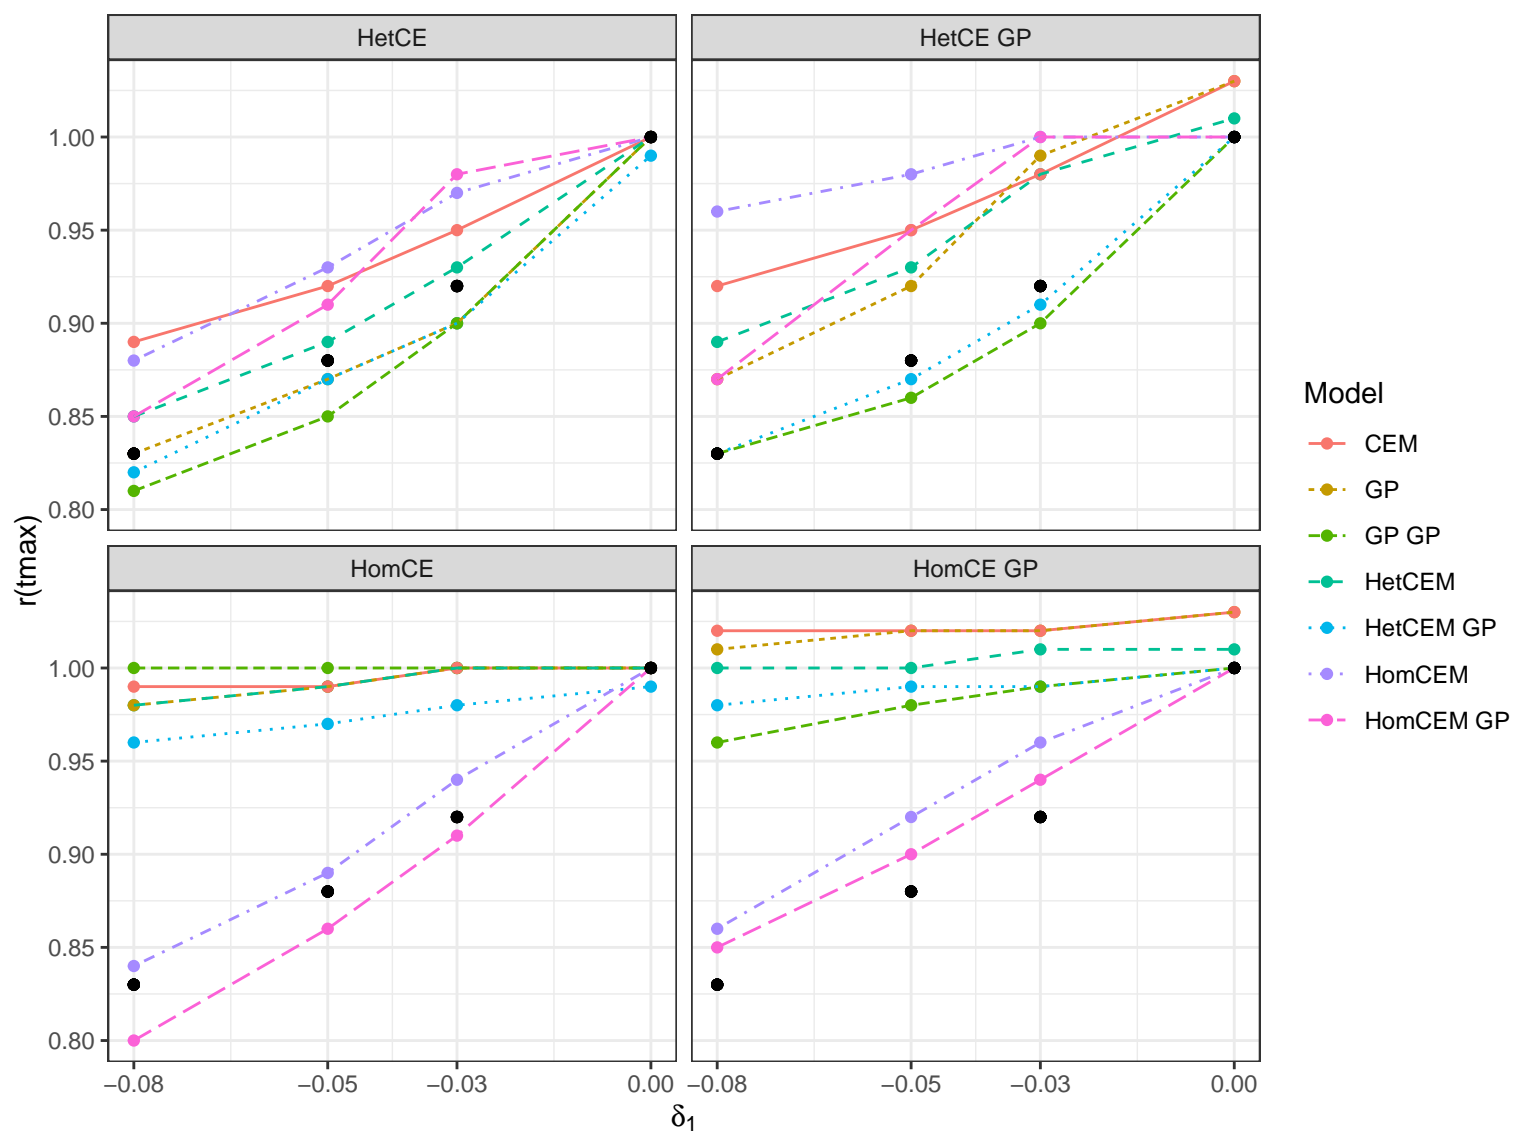 HetCE
HetCE GP
1.00
0.95
0.90
0.85
0.80
HomCE
HomCE GP
1.00
0.95
0.90
0.85
0.80
−0.08
−0.05
−0.03
0.00
−0.08
−0.05
−0.03
0.00
δ1
r(tmax)
Model
CEM
GP
GP GP
HetCEM
HetCEM GP
HomCEM
HomCEM GP